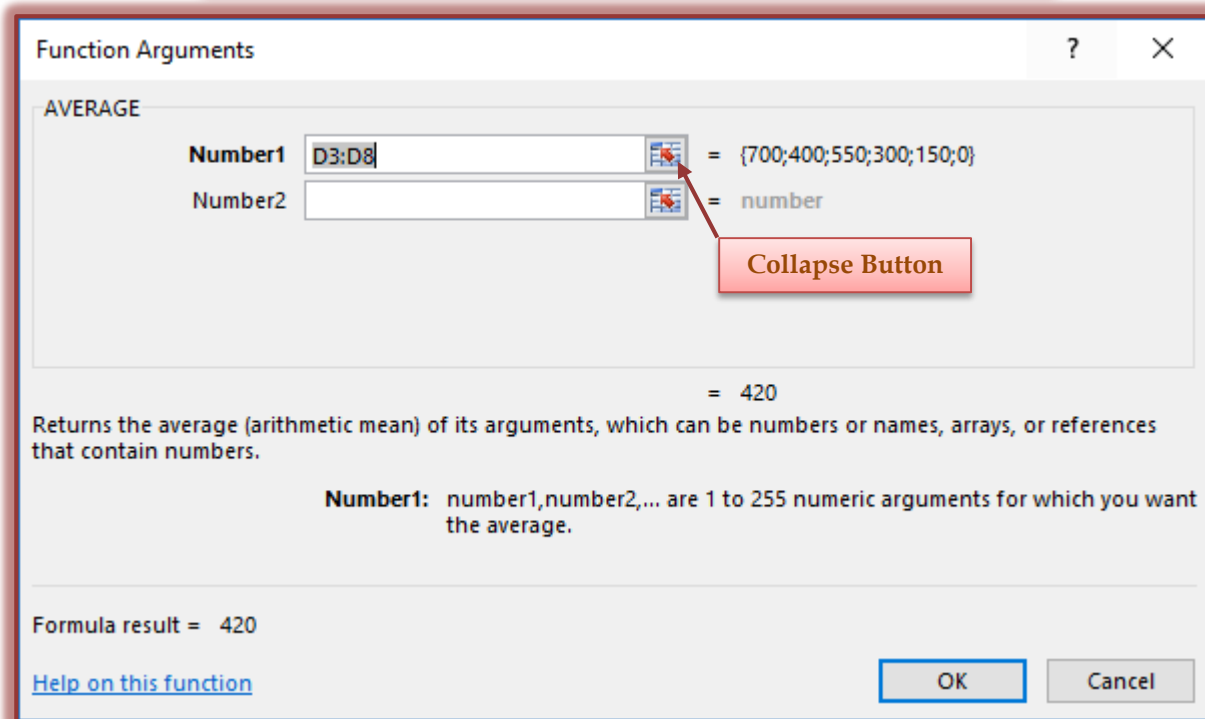 Function Arguments ? ×
AVERAGE
Number1 D3:D8 = {700;400;550;300;150;0}
Number2 = number
Collapse Button
= 420
Returns the average (arithmetic mean) of its arguments, which can be numbers or names, arrays, or references
that contain numbers.
Number1: number1,number2,... are 1 to 255 numeric arguments for which you want
the average.
Formula result = 420
Help on this function OK Cancel